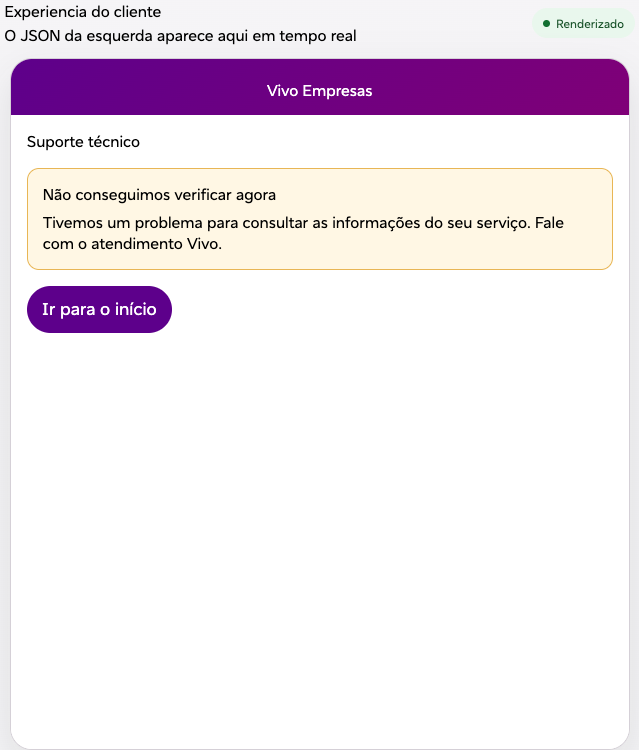 Experiencia do cliente
O JSON da esquerda aparece aqui em tempo real
Renderizado
Vivo Empresas
Suporte técnico
Não conseguimos verificar agora
Tivemos um problema para consultar as informações do seu serviço. Fale
com o atendimento Vivo.
Ir para o início